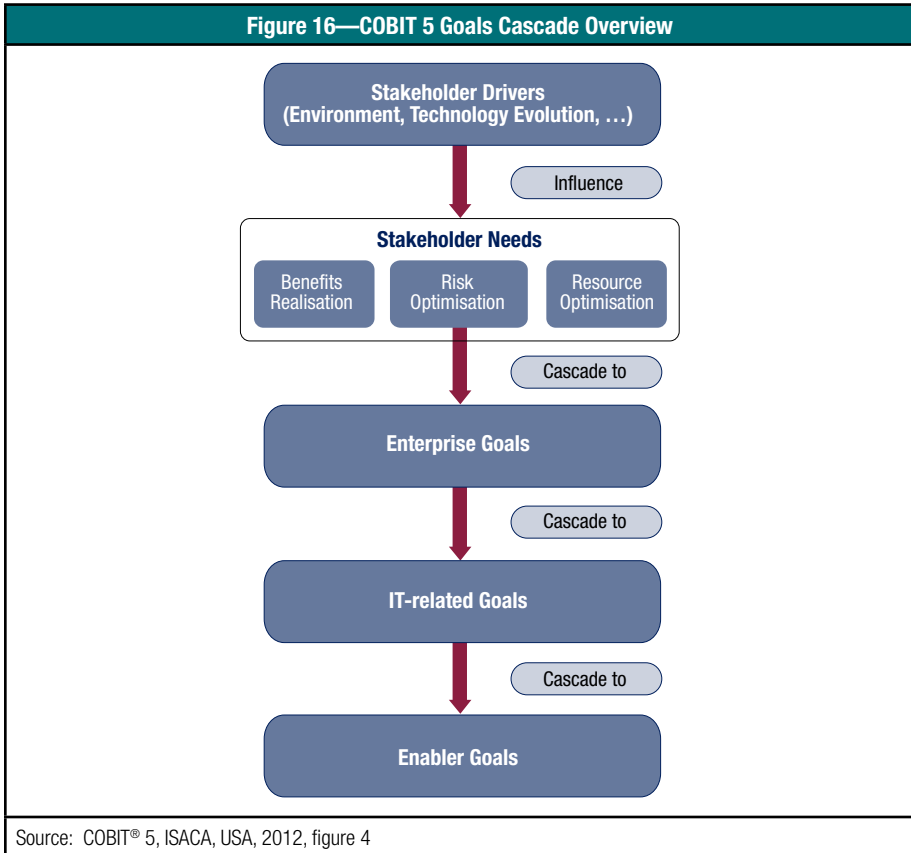 Figure 16—COBIT 5 Goals Cascade Overview
Stakeholder Drivers
(Environment, Technology Evolution, …)
Influence
Stakeholder Needs
Benefits
Realisation
Risk
Optimisation
Resource
Optimisation
Cascade to
Enterprise Goals
Cascade to
IT-related Goals
Cascade to
Enabler Goals
Source: COBIT® 5, ISACA, USA, 2012, figure 4